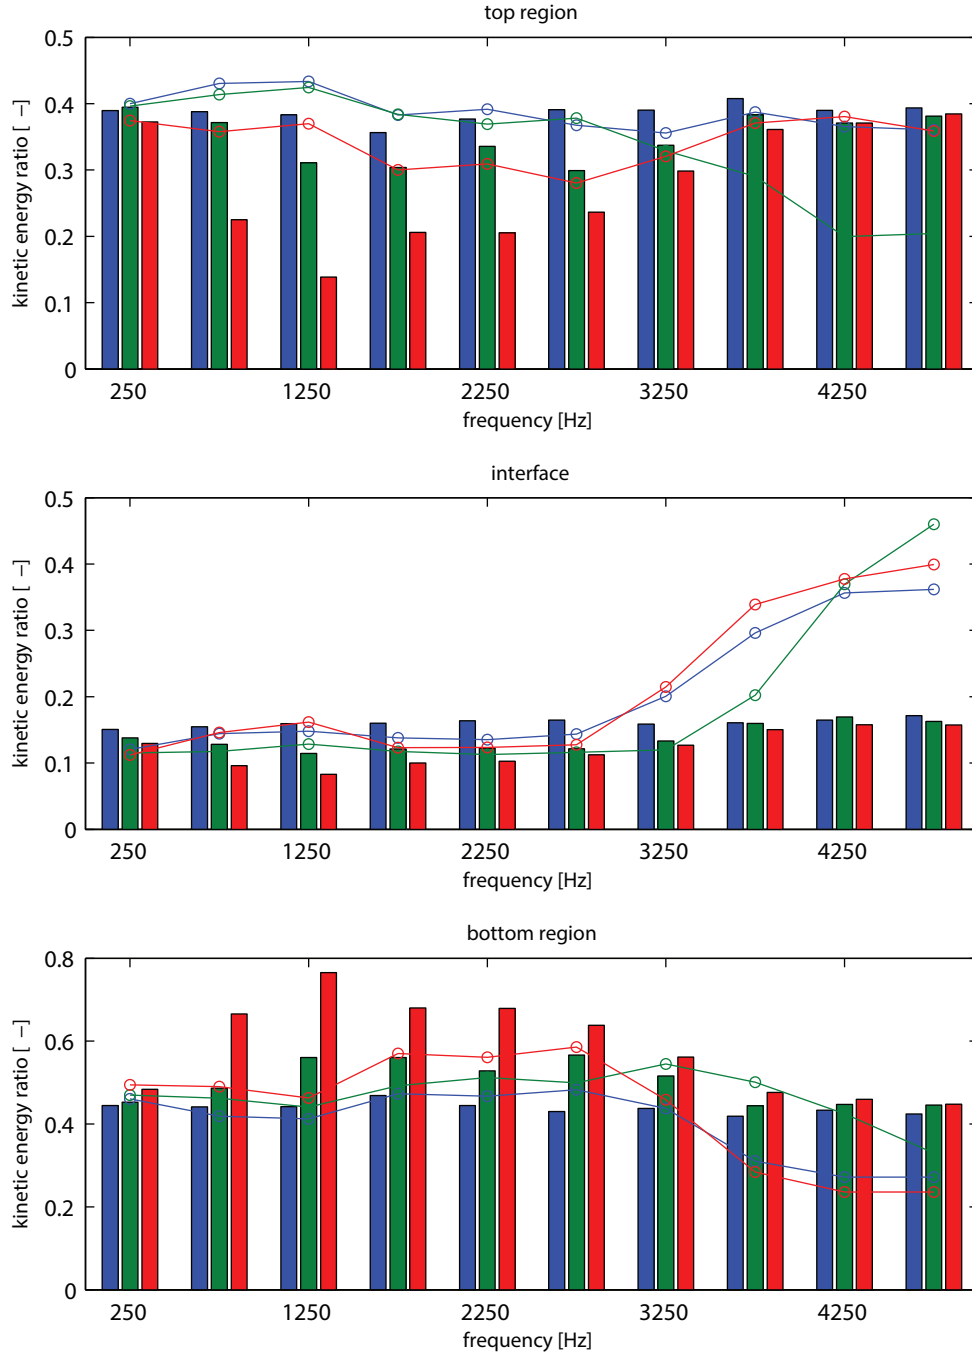 top region
0.5
0.4
0.3
0.2
0.1
0
kinetic energy ratio [ −]
250 1250 2250 3250 4250
frequency [Hz]
interface
0.5
0.4
0.3
0.2
0.1
0
kinetic energy ratio [ −]
250 1250 2250 3250 4250
frequency [Hz]
bottom region
0.8
0.6
0.4
0.2
0
kinetic energy ratio [ −]
250 1250 2250 3250 4250
frequency [Hz]